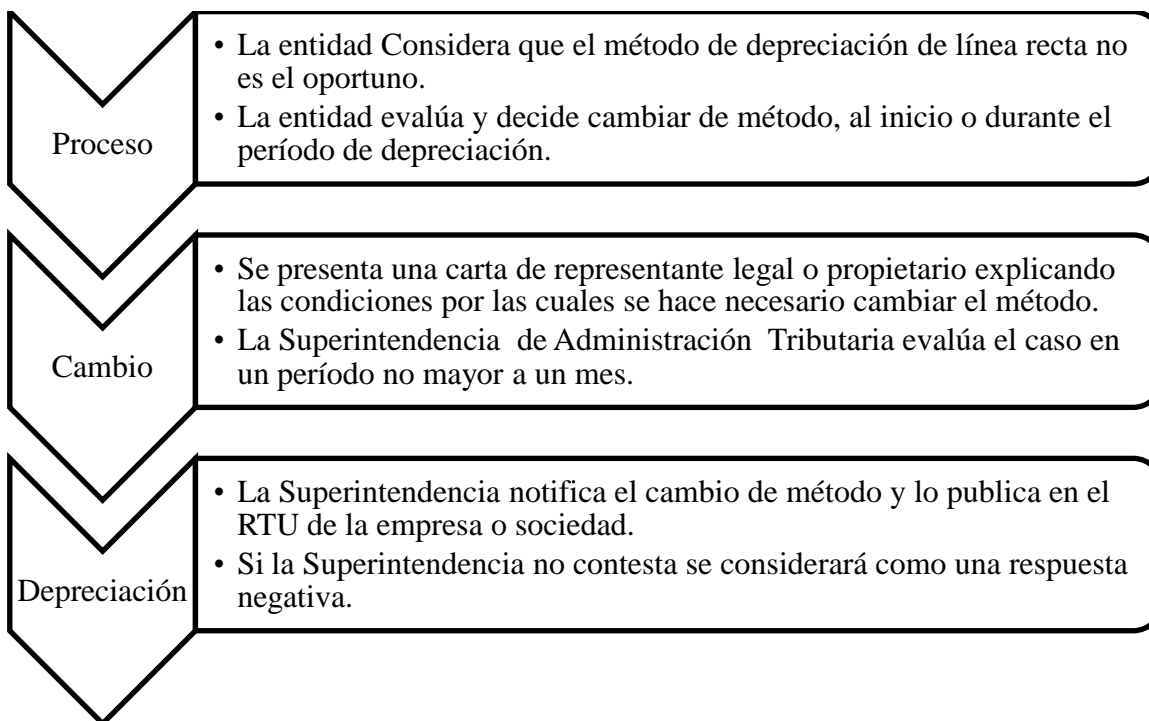 Proceso
• La entidad Considera que el método de depreciación de línea recta no
es el oportuno.
• La entidad evalúa y decide cambiar de método, al inicio o durante el
período de depreciación.
Cambio
• Se presenta una carta de representante legal o propietario explicando
las condiciones por las cuales se hace necesario cambiar el método.
• La Superintendencia de Administración Tributaria evalúa el caso en
un período no mayor a un mes.
Depreciación
• La Superintendencia notifica el cambio de método y lo publica en el
RTU de la empresa o sociedad.
• Si la Superintendencia no contesta se considerará como una respuesta
negativa.